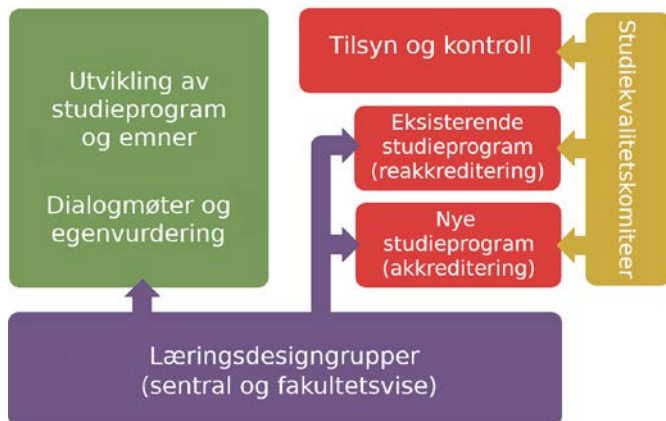 Utvikling av
studieprogram
og emner
Dialogmøter og
egenvurdering
Tilsyn og kontroll
Eksisterende
studieprogram
(reakkreditering)
Nye
studieprogram
(akkreditering)
Studiekvalitetskomiteer
Læringsdesigngrupper
(sentral og fakultetsvise)